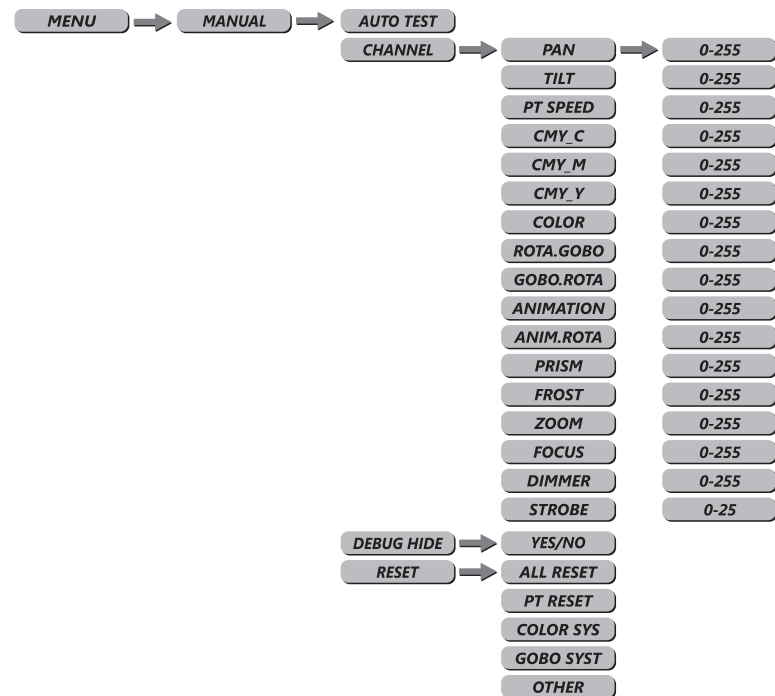 MENU MANUAL AUTO TEST
CHANNEL PAN 0-255
TILT 0-255
PT SPEED 0-255
CMY_C 0-255
CMY_M 0-255
CMY_Y 0-255
COLOR 0-255
ROTA.GOBO 0-255
GOBO.ROTA 0-255
ANIMATION 0-255
ANIM.ROTA 0-255
PRISM 0-255
FROST 0-255
ZOOM 0-255
FOCUS 0-255
DIMMER 0-255
STROBE 0-25
DEBUG HIDE YES/NO
RESET ALL RESET
PT RESET
COLOR SYS
GOBO SYST
OTHER